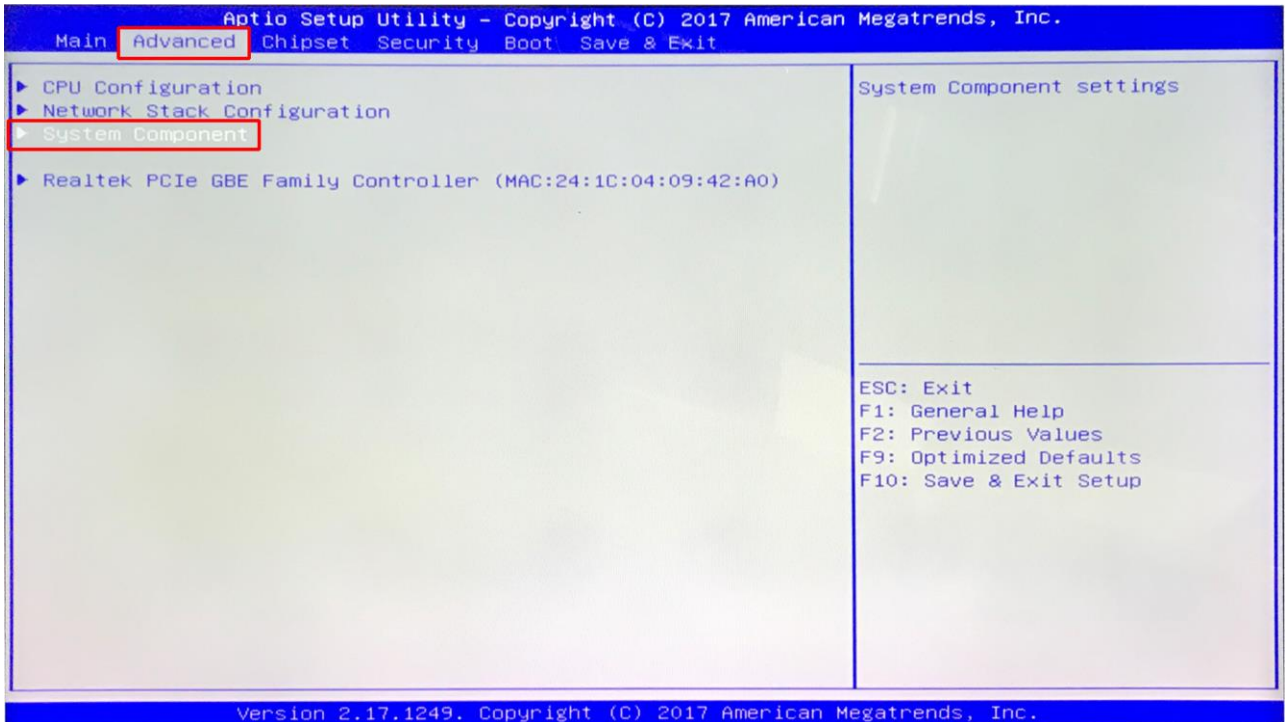 Aptio Setup Utility – Copyright (C) 2017 American Megatrends, Inc.
Main Advanced Chipset Security Boot Save & Exit
CPU Configuration
Network Stack Configuration
System Component
Realtek PCIe GBE Family Controller (MAC:24:1C:04:09:42:A0)
System Component settings
ESC: Exit
F1: General Help
F2: Previous Values
F9: Optimized Defaults
F10: Save & Exit Setup
Version 2.17.1249. Copyright (C) 2017 American Megatrends, Inc.